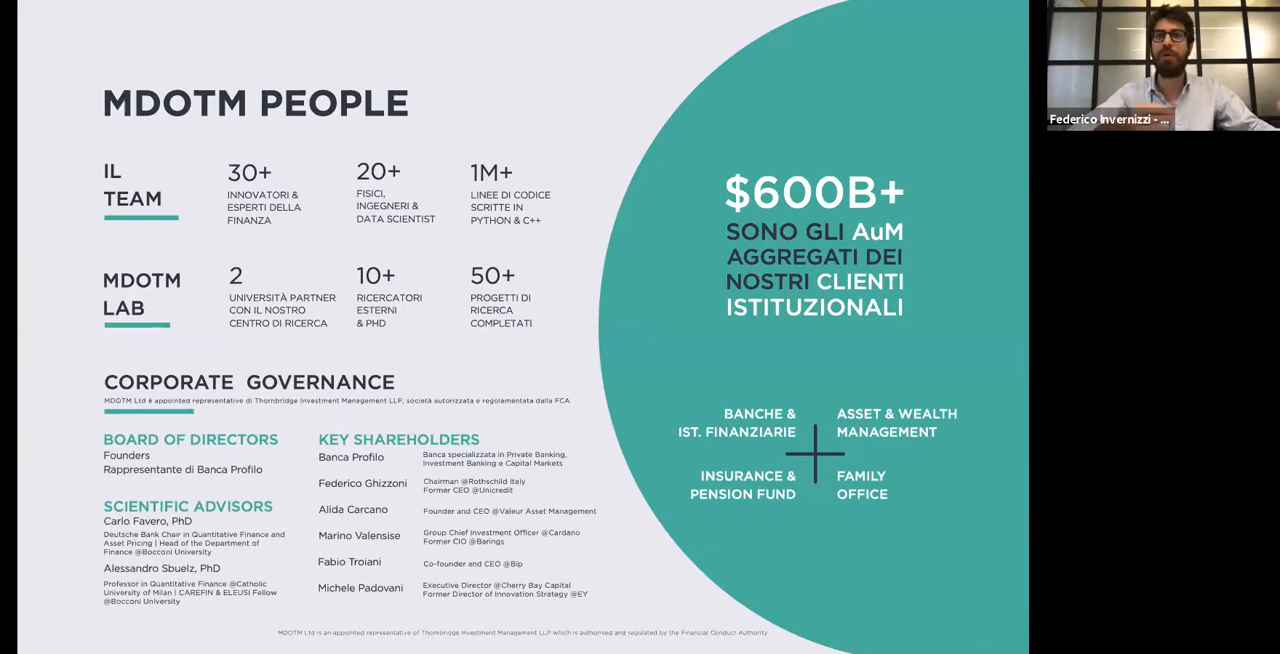 MDOTM PEOPLE
IL
TEAM
30+
INNOVATORI &
ESPERTI DELLA
FINANZA
20+
FISICI,
INGEGNERI &
DATA SCIENTIST
1M+
LINEE DI CODICE
SCRITTE IN
PYTHON & C++
MDOTM
LAB
2
UNIVERSITÀ PARTNER
CON IL NOSTRO
CENTRO DI RICERCA
10+
RICERCATORI
ESTERNI
& PHD
50+
PROGETTI DI
RICERCA
COMPLETATI
CORPORATE GOVERNANCE
MDOTM Ltd è appointed representative di Thornbridge Investment Management LLP, società autorizzata e regolamentata dalla FCA.
BOARD OF DIRECTORS
Founders
Rappresentante di Banca Profilo
SCIENTIFIC ADVISORS
Carlo Favero, PhD
Deutsche Bank Chair in Quantitative Finance and
Asset Pricing | Head of the Department of
Finance @Bocconi University
Alessandro Sbuelz, PhD
Professor in Quantitative Finance @Catholic
University of Milan | CAREFIN & ELEUSI Fellow
@Bocconi University
KEY SHAREHOLDERS
Banca Profilo
Banca specializzata in Private Banking,
Investment Banking e Capital Markets
Federico Ghizzoni
Chairman @Rothschild Italy
Former CEO @Unicredit
Alida Carcano
Founder and CEO @Valeur Asset Management
Marino Valensise
Group Chief Investment Officer @Cardano
Former CIO @Barings
Fabio Troiani
Co-founder and CEO @Bip
Michele Padovani
Executive Director @Cherry Bay Capital
Former Director of Innovation Strategy @EY
$600B+
SONO GLI AuM
AGGREGATI DEI
NOSTRI CLIENTI
ISTITUZIONALI
BANCHE &
IST. FINANZIARIE
ASSET & WEALTH
MANAGEMENT
INSURANCE &
PENSION FUND
FAMILY
OFFICE
MDOTM Ltd is an appointed representative of Thornbridge Investment Management LLP which is authorised and regulated by the Financial Conduct Authority.
Federico Invernizzi - ...